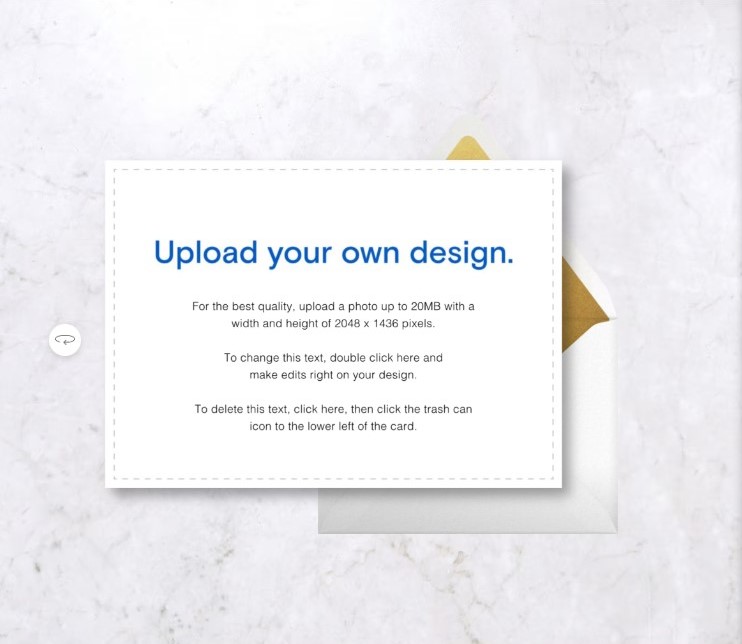 Upload your own design.
For the best quality, upload a photo up to 20MB with a
width and height of 2048 x 1436 pixels.
To change this text, double click here and
make edits right on your design.
To delete this text, click here, then click the trash can
icon to the lower left of the card.